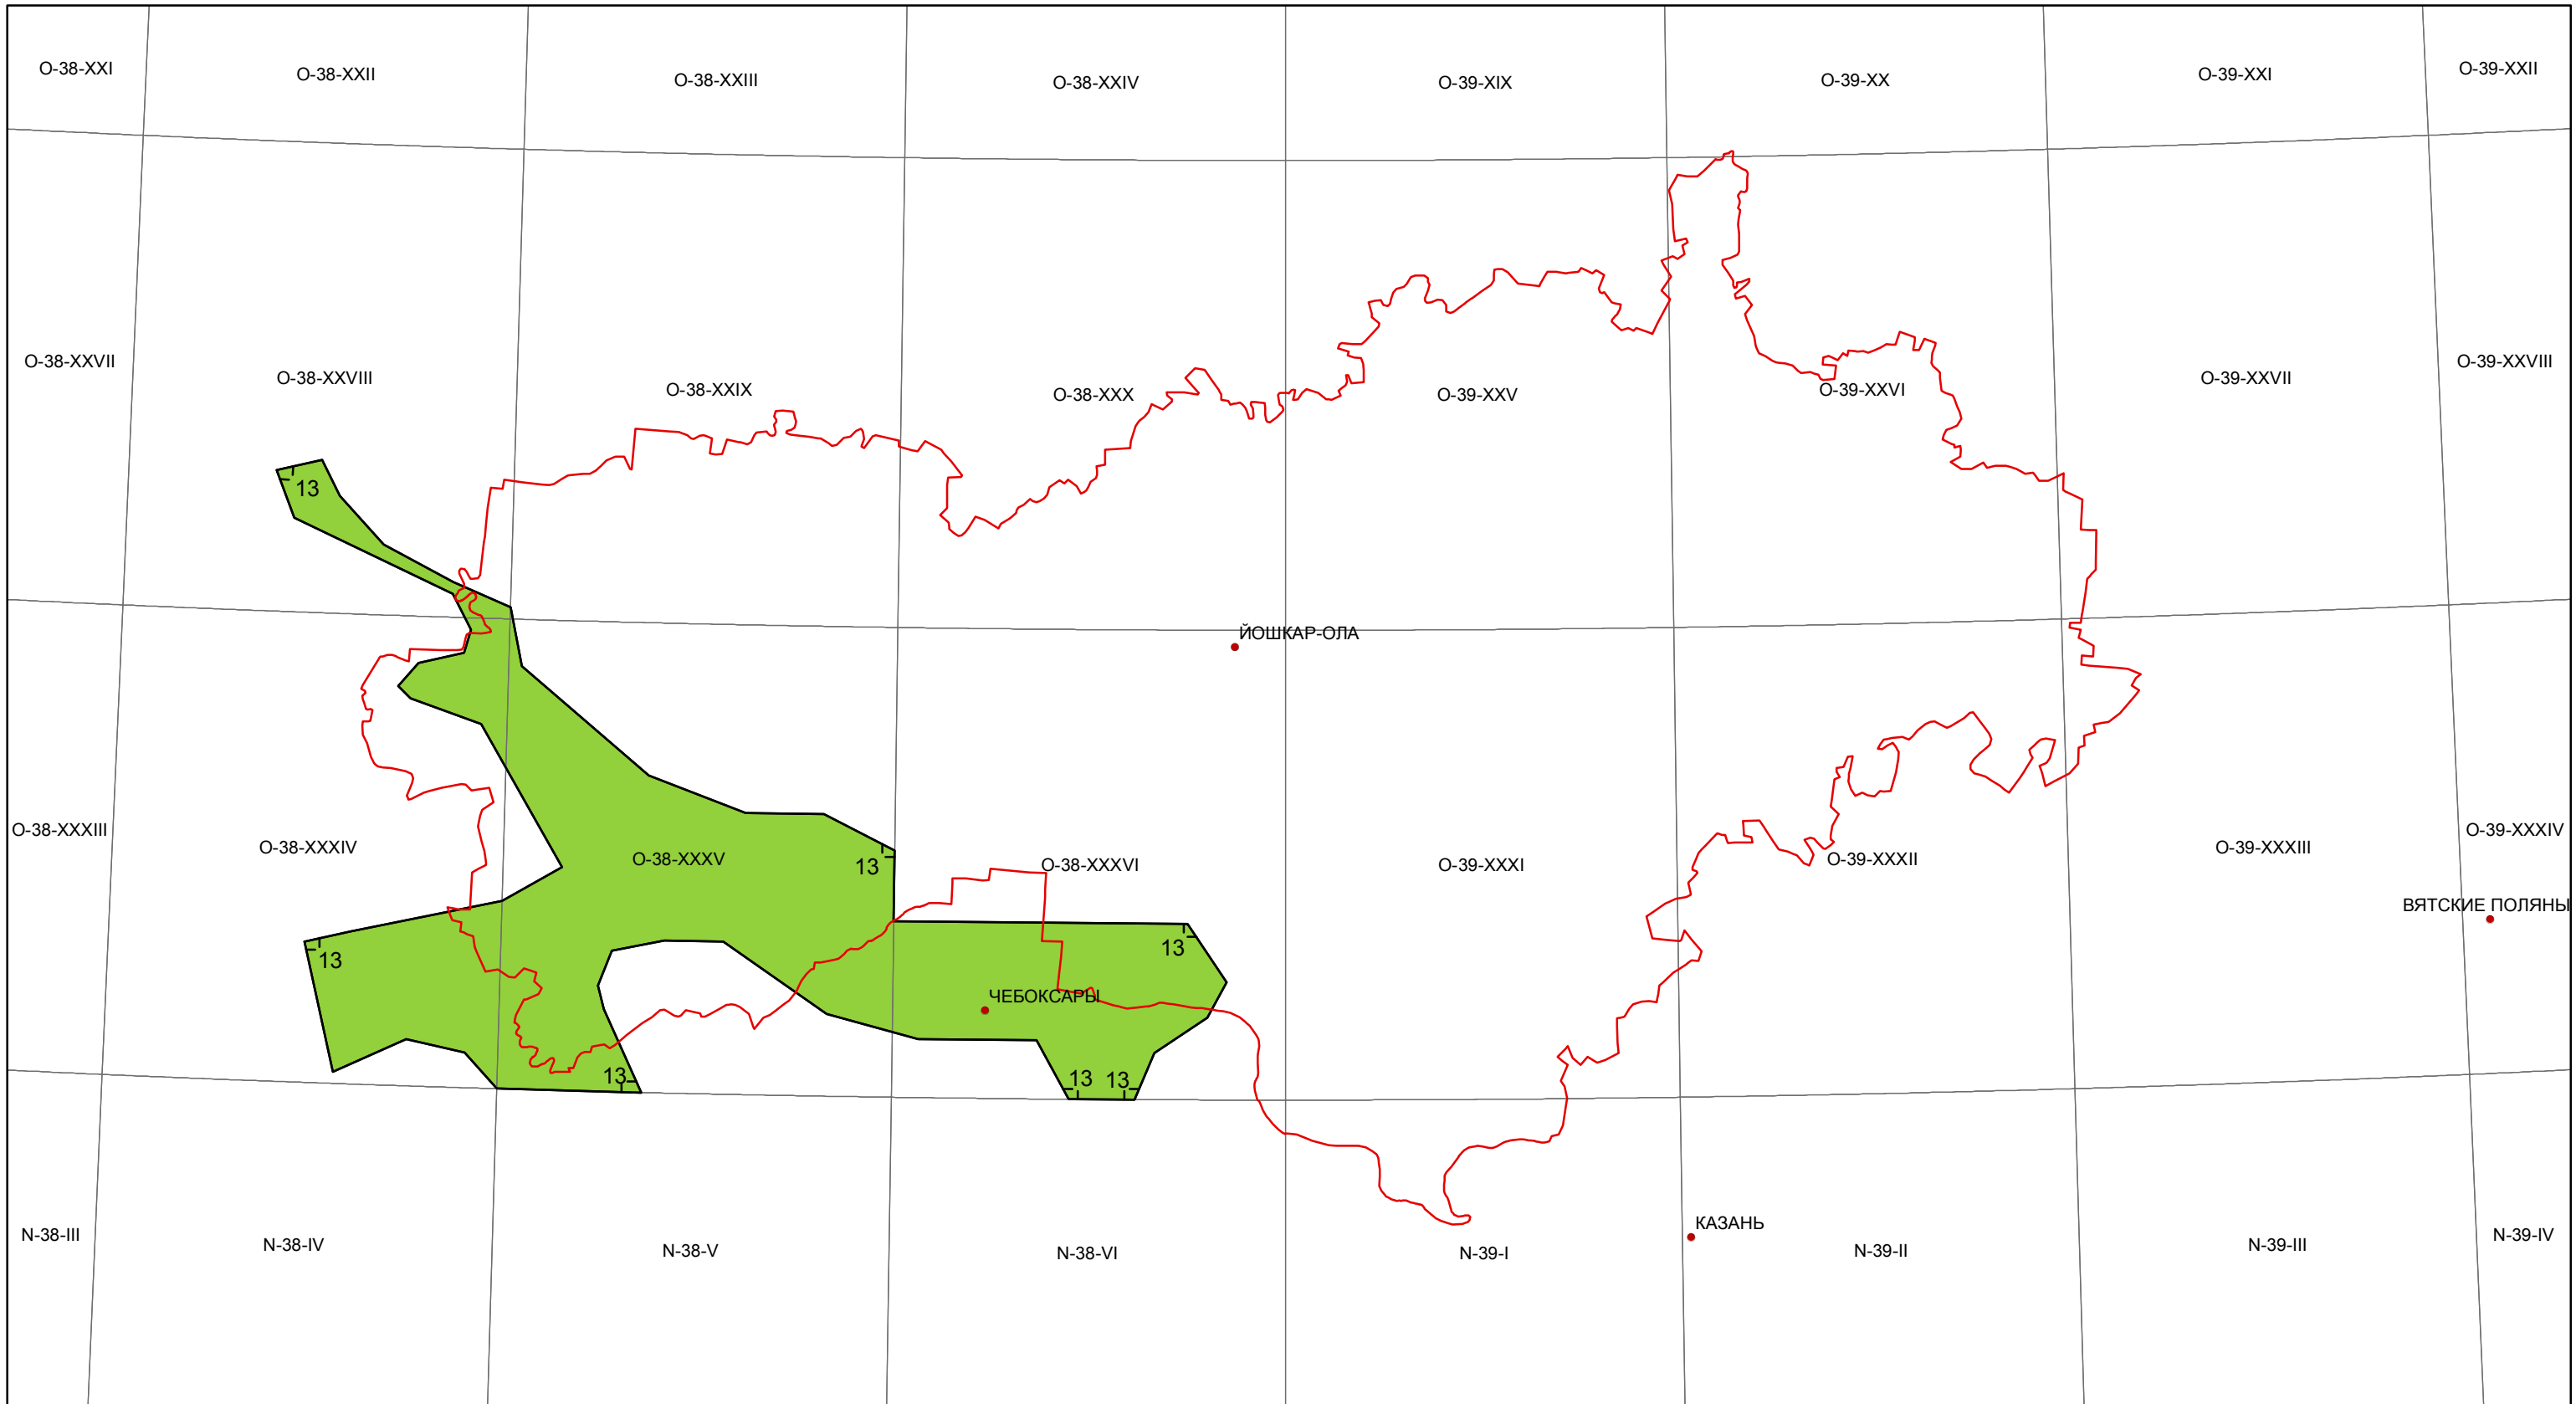 О-38-XXI
О-38-XXII
О-38-XXIII
О-38-XXIV
О-39-XIX
О-39-XX
О-39-XXI
О-39-XXII
О-38-XXVII
О-38-XXVIII
О-38-XXIX
О-38-XXX
О-39-XXV
О-39-XXVI
О-39-XXVII
О-39-XXVIII
13
ЙОШКАР-ОЛА
О-38-XXXIII
О-38-XXXIV
О-38-XXXV
13
О-38-XXXVI
О-39-XXXI
О-39-XXXII
О-39-XXXIII
О-39-XXXIV
ВЯТСКИЕ ПОЛЯНЫ
13
13
ЧЕБОКСАРЫ
13
13
13
N-38-III
N-38-IV
N-38-V
N-38-VI
N-39-I
КАЗАНЬ
N-39-II
N-39-III
N-39-IV